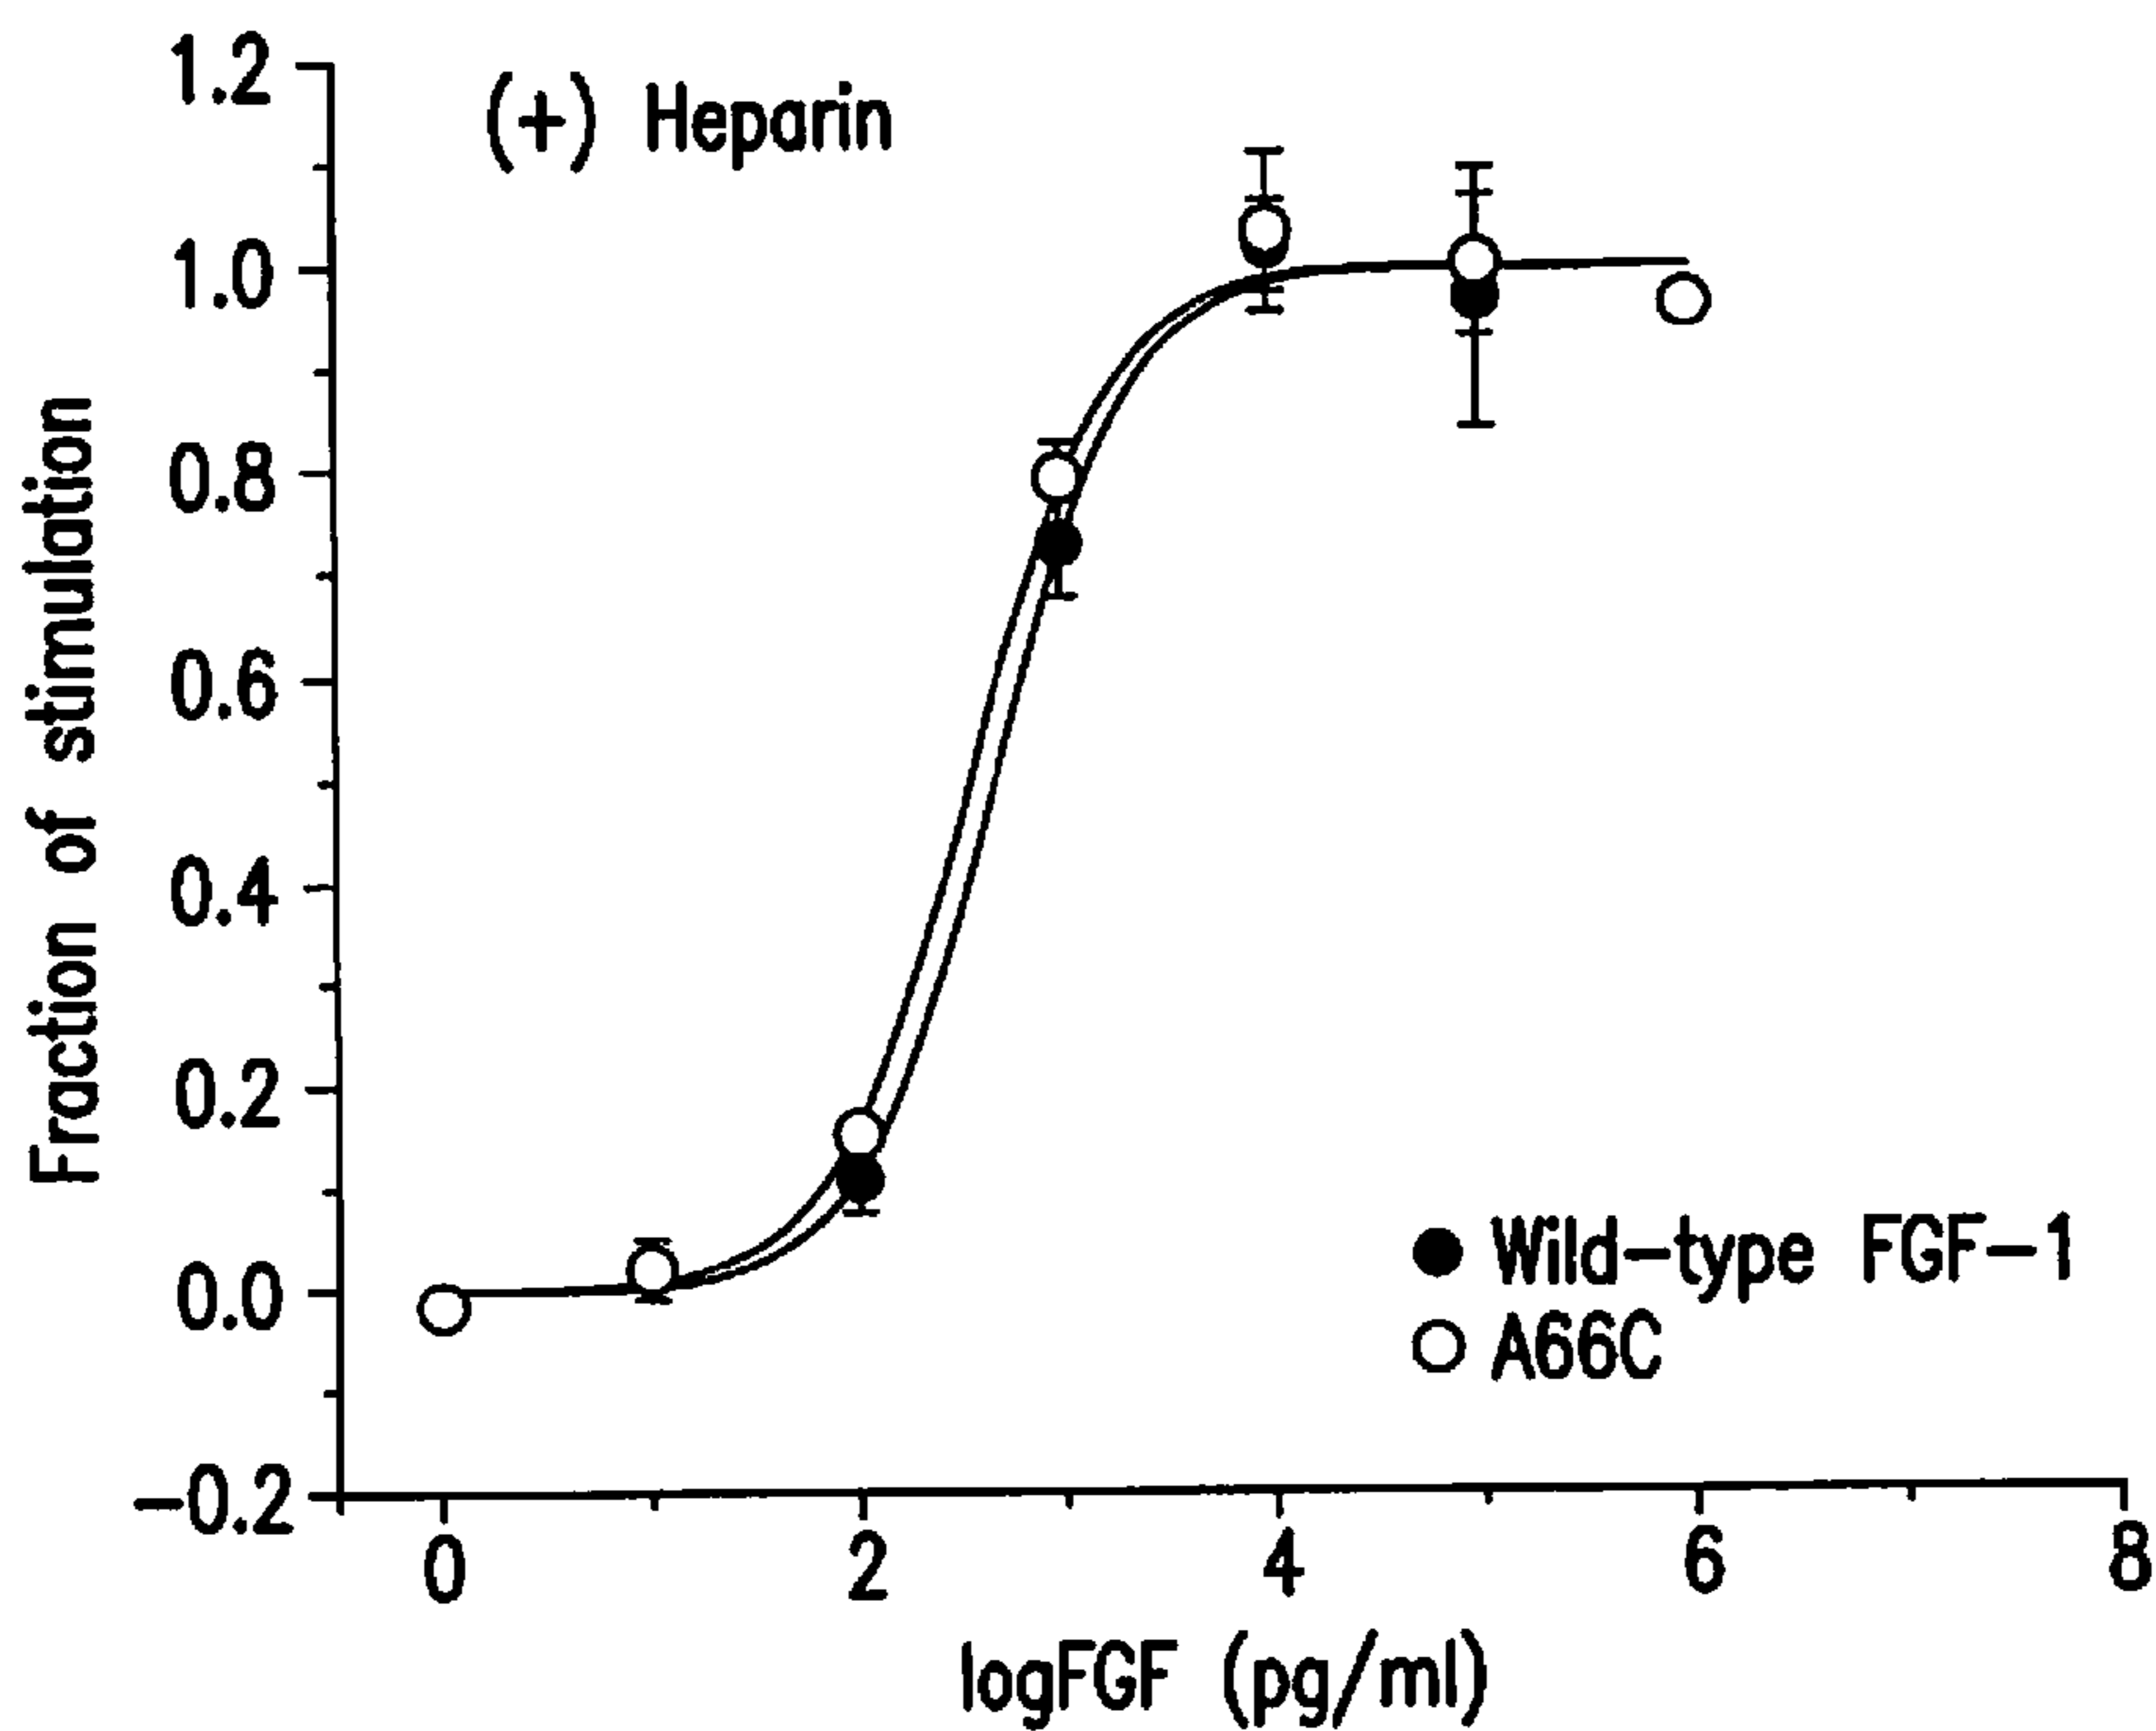 (+) Heparin
1.2
1.0
0.8
0.6
0.4
0.2
0.0
-0.2
Fraction of stimulation
Wild-type FGF-1
A66C
0 2 4 6 8
logFGF (pg/ml)